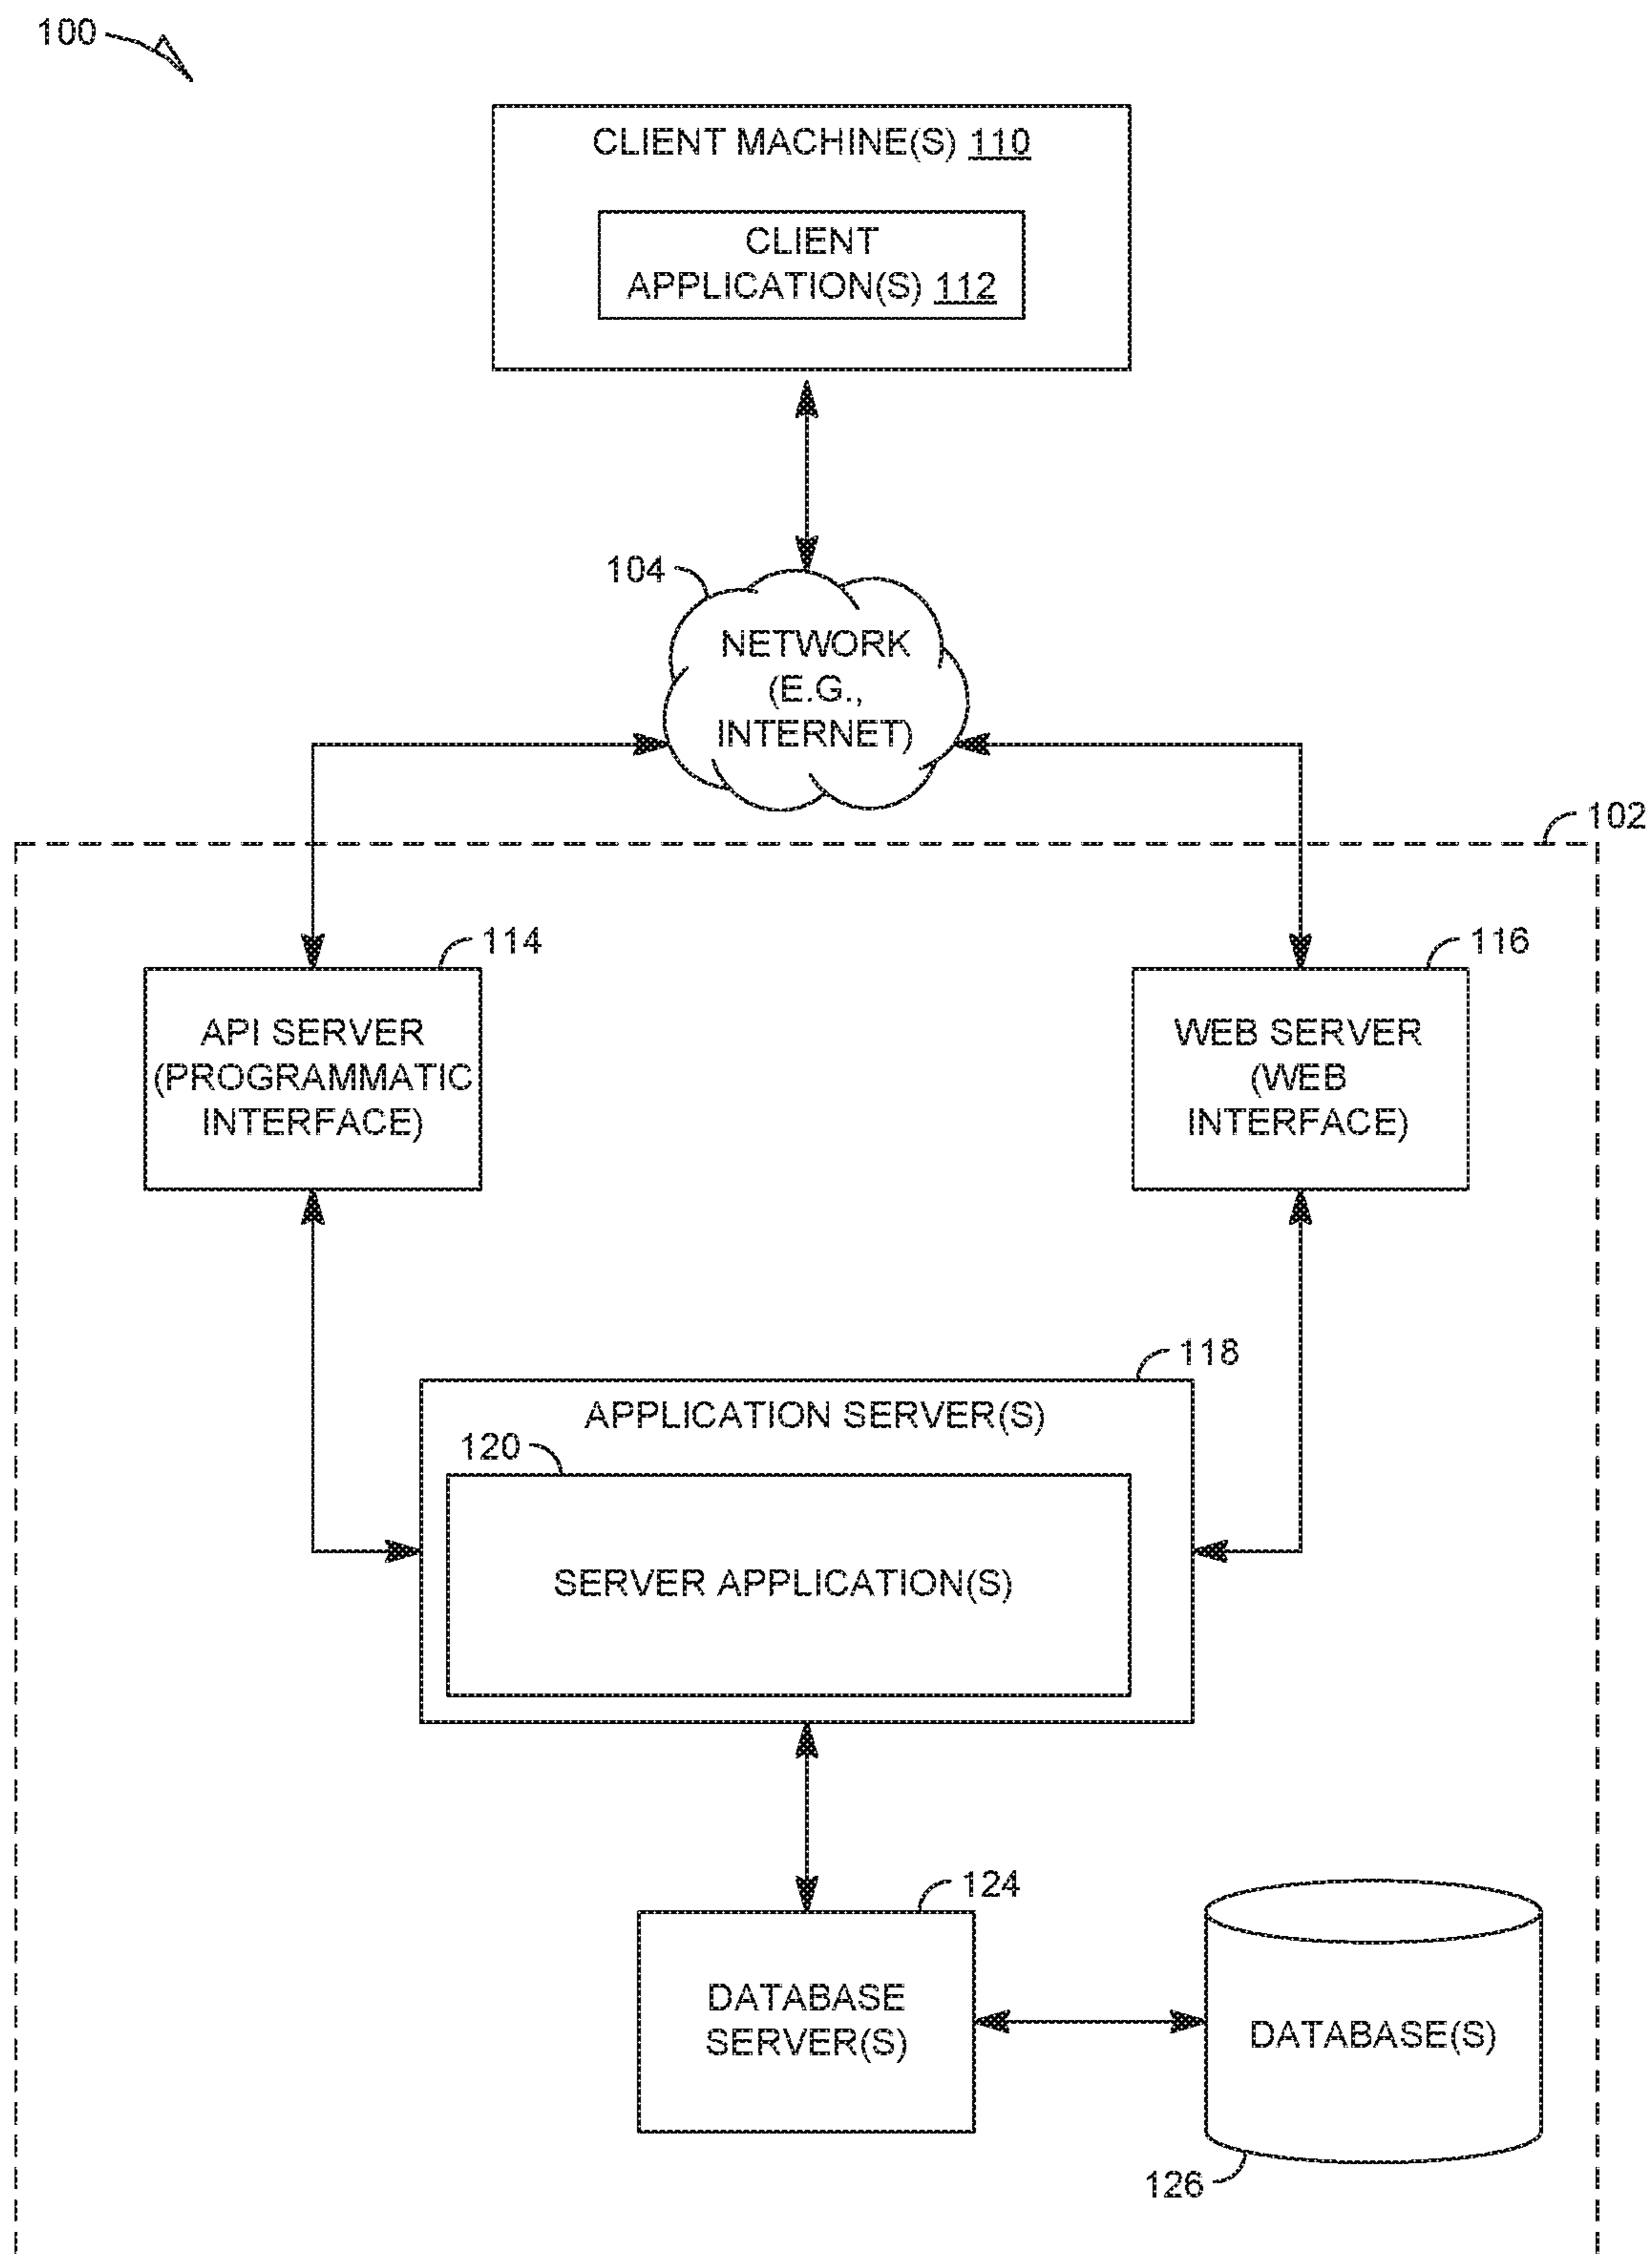 100
CLIENT MACHINE(S) 110
CLIENT
APPLICATION(S) 112
104
NETWORK
(E.G.,
INTERNET)
102
114
API SERVER
(PROGRAMMATIC
INTERFACE)
116
WEB SERVER
(WEB
INTERFACE)
118
APPLICATION SERVER(S)
120
SERVER APPLICATION(S)
124
DATABASE
SERVER(S)
DATABASE(S)
126